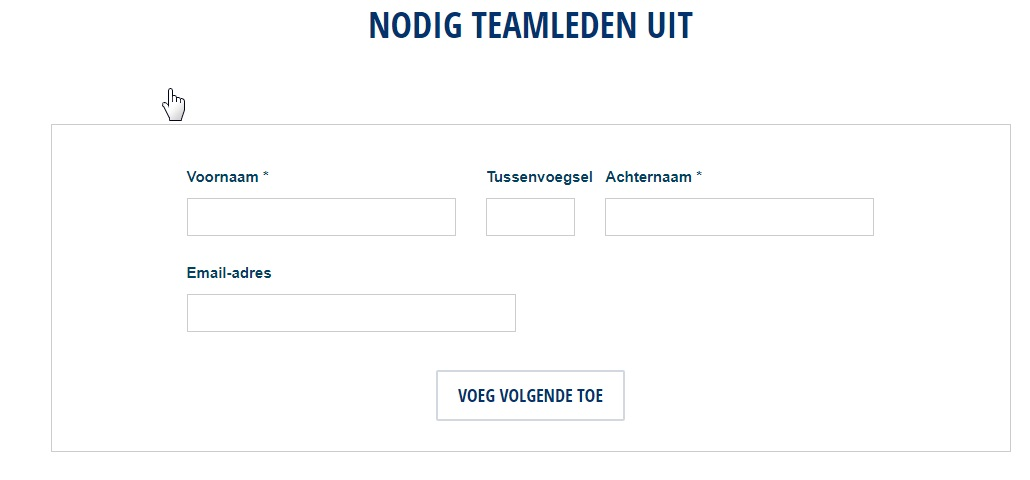 NODIG TEAMLEDEN UIT
Voornaam * Tussenvoegsel Achternaam *
Email-adres
VOEG VOLGENDE TOE